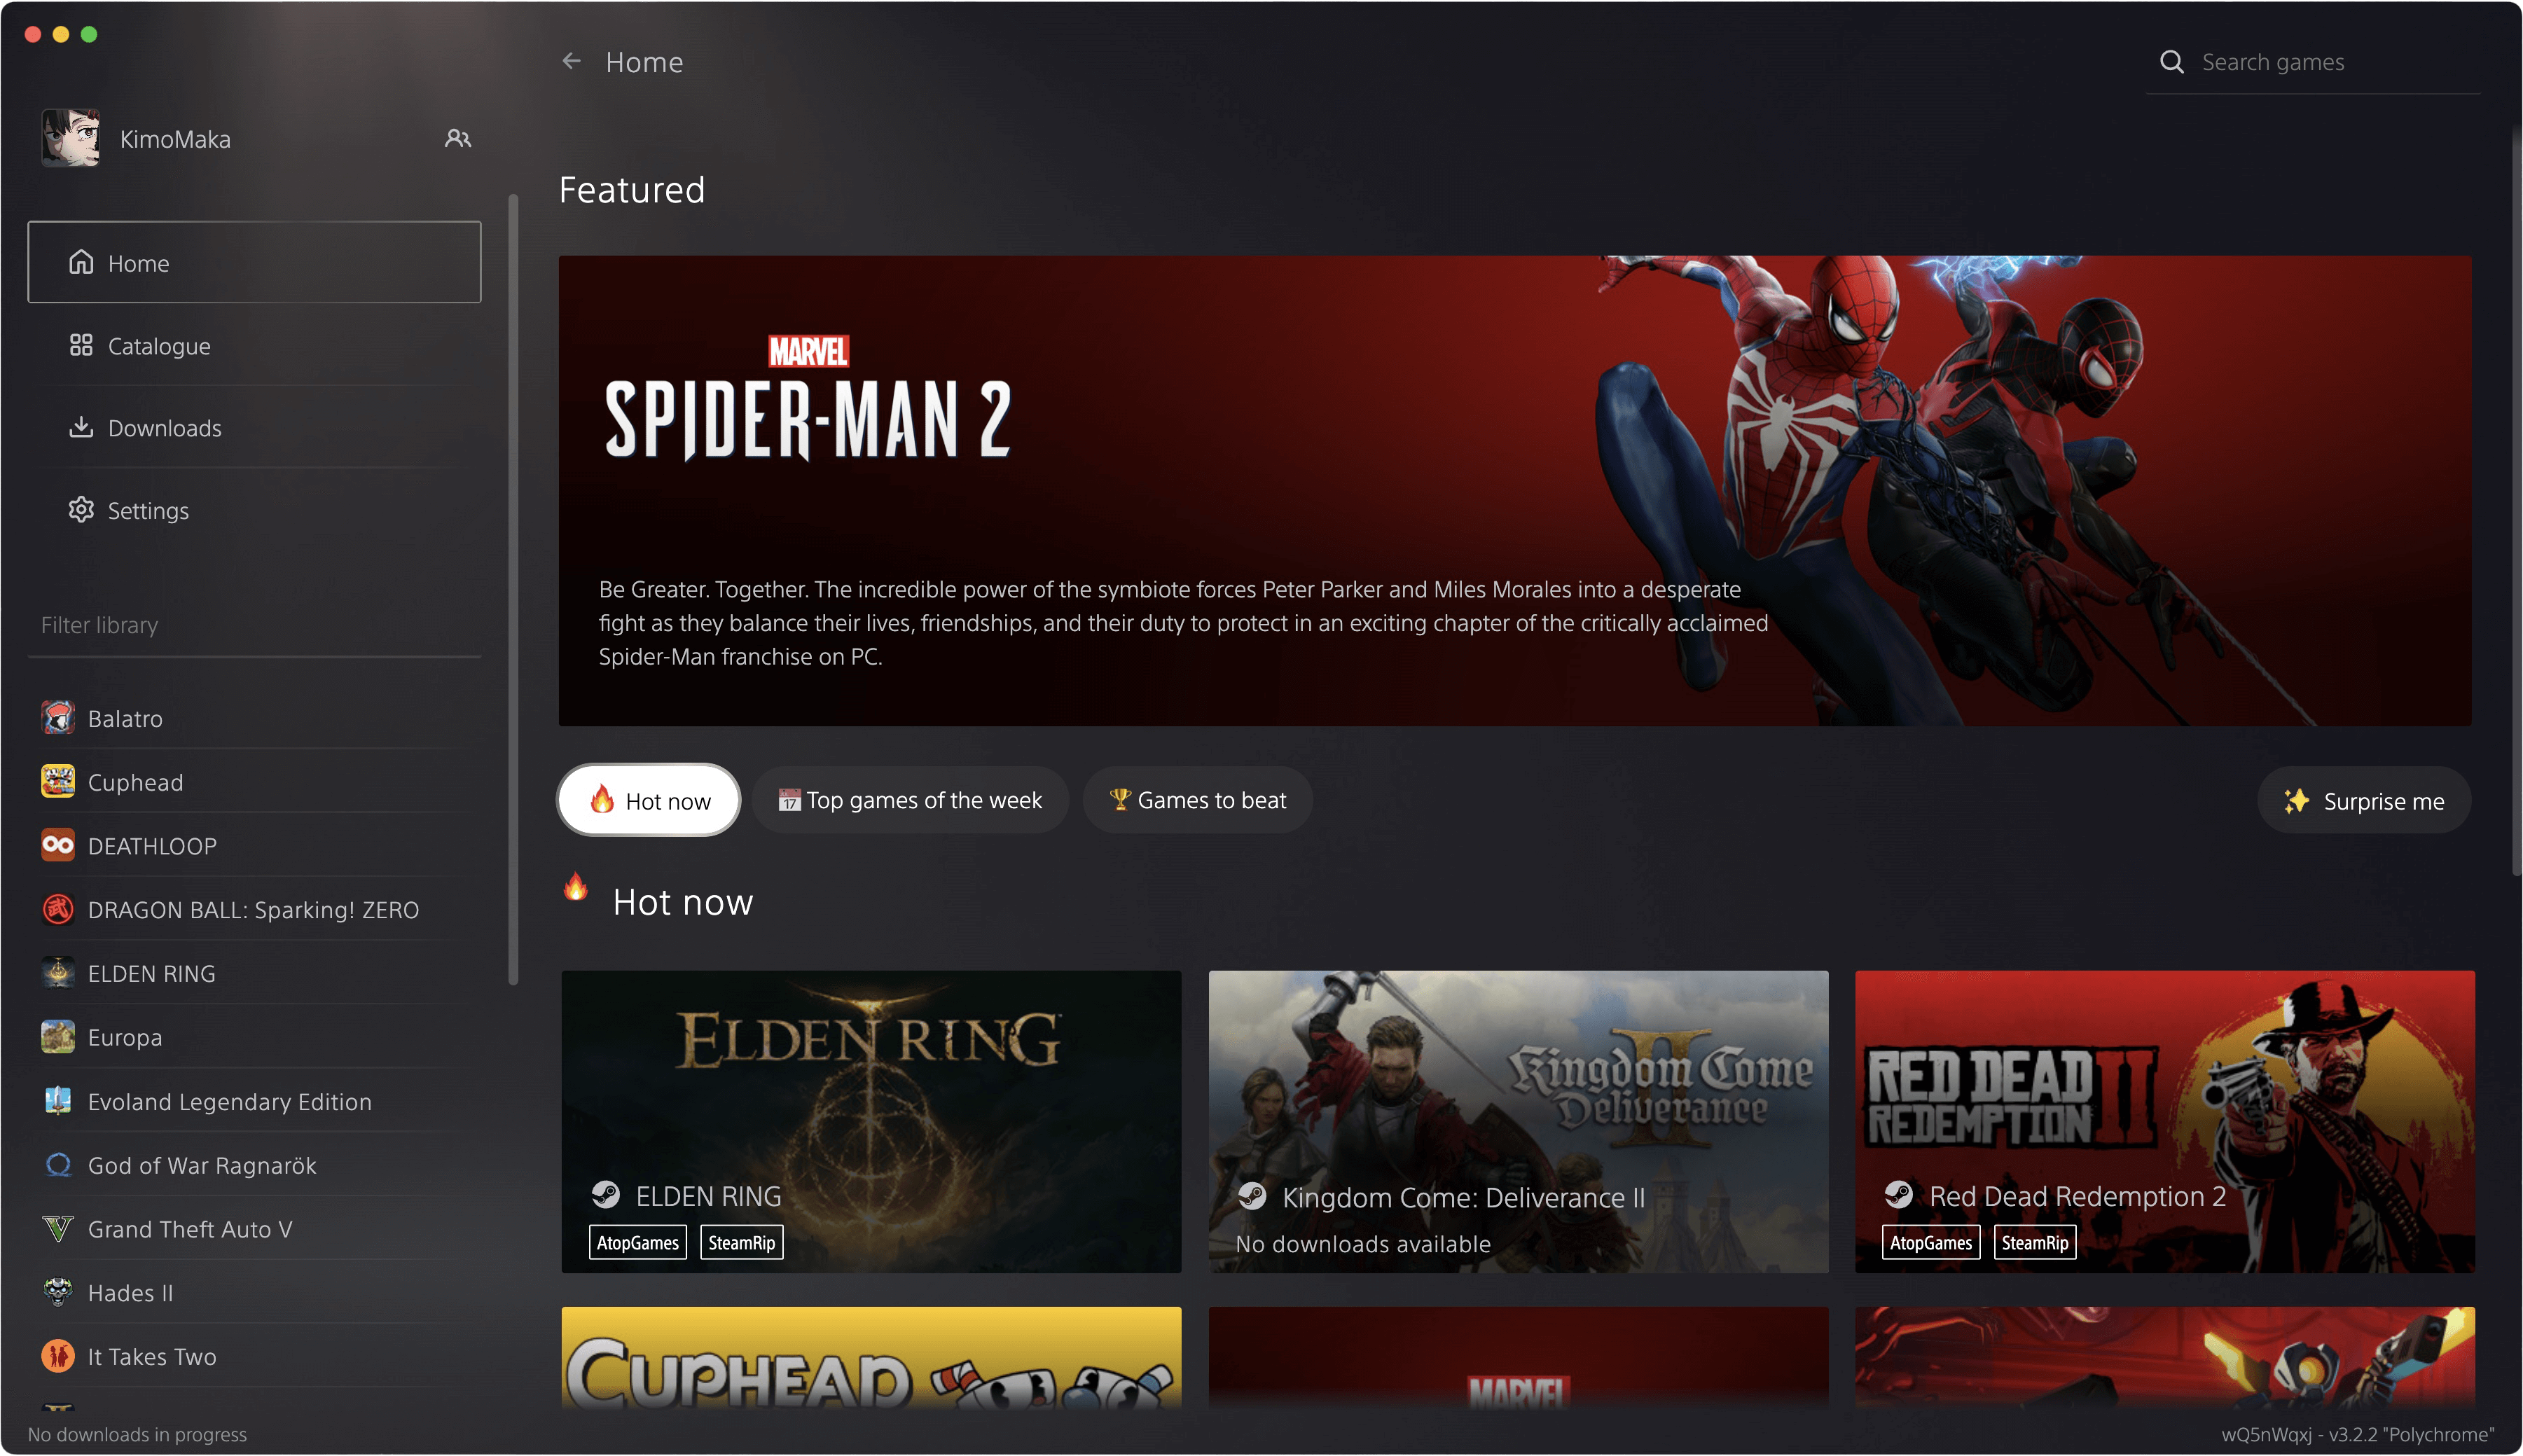 Home
Search games
KimoMaka
Home
Catalogue
Downloads
Settings
Filter library
Balatro
Cuphead
DEATHLOOP
DRAGON BALL: Sparking! ZERO
ELDEN RING
Europa
Evoland Legendary Edition
God of War Ragnarök
Grand Theft Auto V
Hades II
It Takes Two
No downloads in progress
Featured
MARVEL
SPIDER-MAN 2
Be Greater. Together. The incredible power of the symbiote forces Peter Parker and Miles Morales into a desperate
fight as they balance their lives, friendships, and their duty to protect in an exciting chapter of the critically acclaimed
Spider-Man franchise on PC.
🔥 Hot now
17 Top games of the week
🏆 Games to beat
✨ Surprise me
🔥 Hot now
ELDEN RING
ELDEN RING
AtopGames SteamRip
Kingdom Come
Deliverance
II
Kingdom Come: Deliverance II
No downloads available
RED DEAD
REDEMPTION II
Red Dead Redemption 2
AtopGames SteamRip
CUPHEAD
MARVEL
wQ5nWqxj - v3.2.2 "Polychrome"